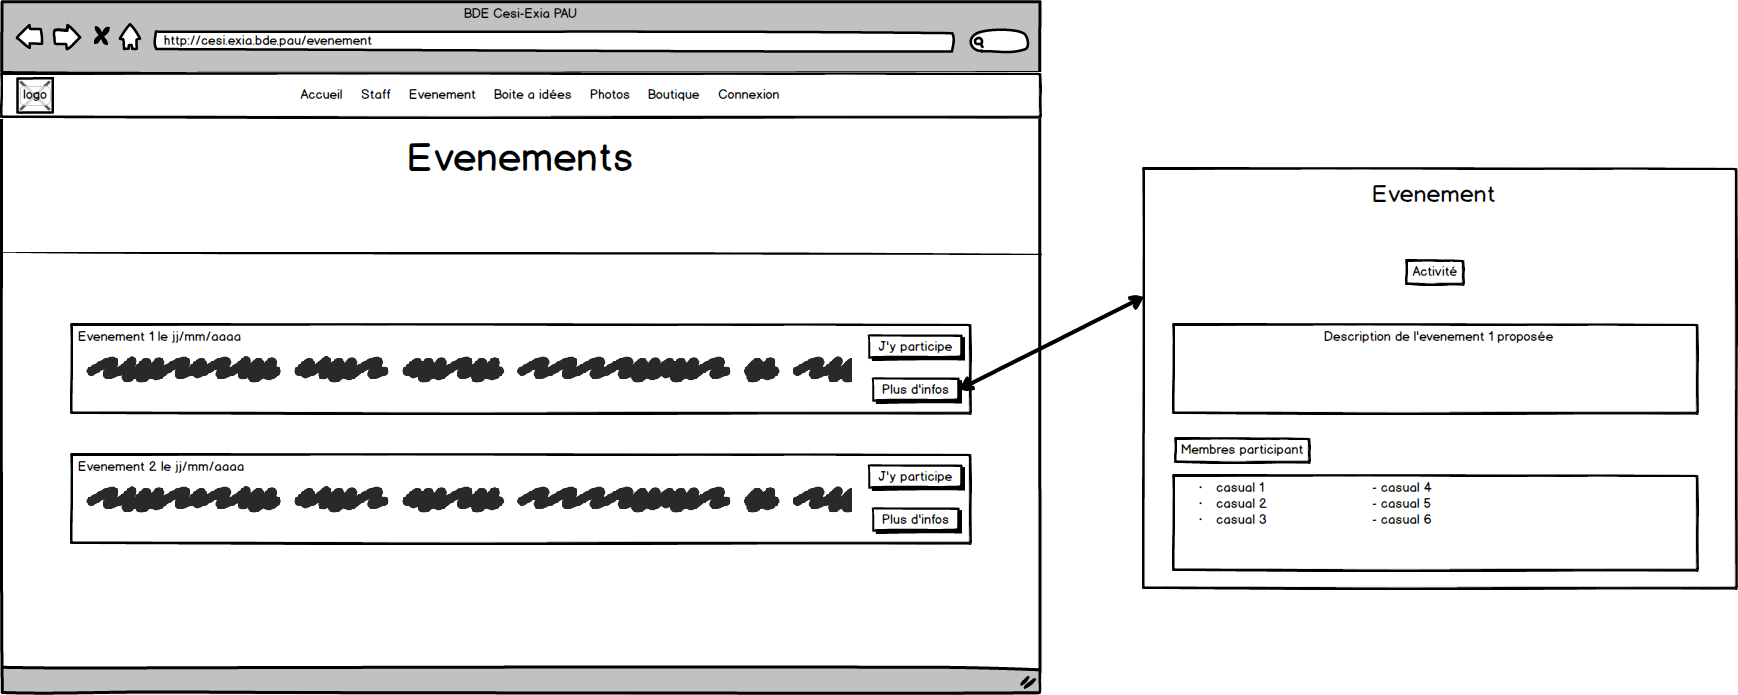 BDE Cesi-Exia PAU
http://cesi.exia.bde.pau/evenement
logo
Accueil Staff Evenement Boite a idées Photos Boutique Connexion
Evenements
Evenement 1 le jj/mm/aaaa
J'y participe
Plus d'infos
Evenement 2 le jj/mm/aaaa
J'y participe
Plus d'infos
Evenement
Activité
Description de l'evenement 1 proposée
Membres participant
· casual 1 - casual 4
· casual 2 - casual 5
· casual 3 - casual 6